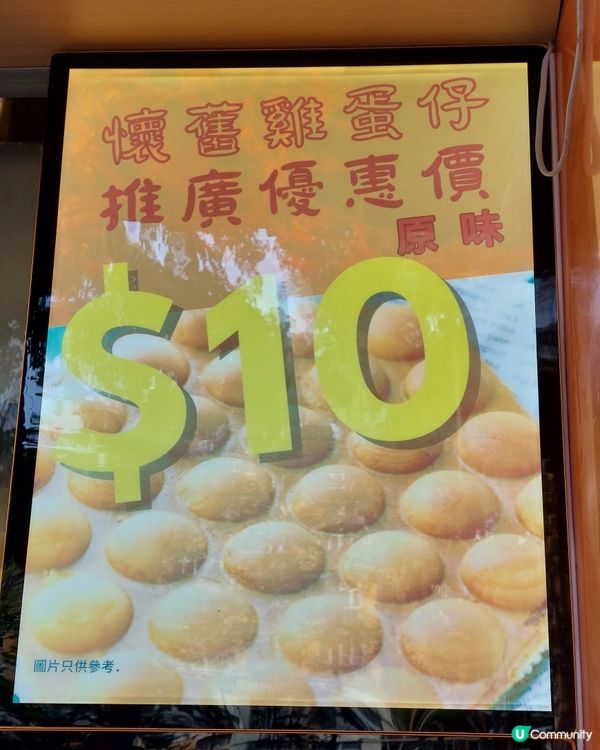 懷舊雞蛋仔
推廣優惠價
原味
$10
圖片只供參考.
U Community